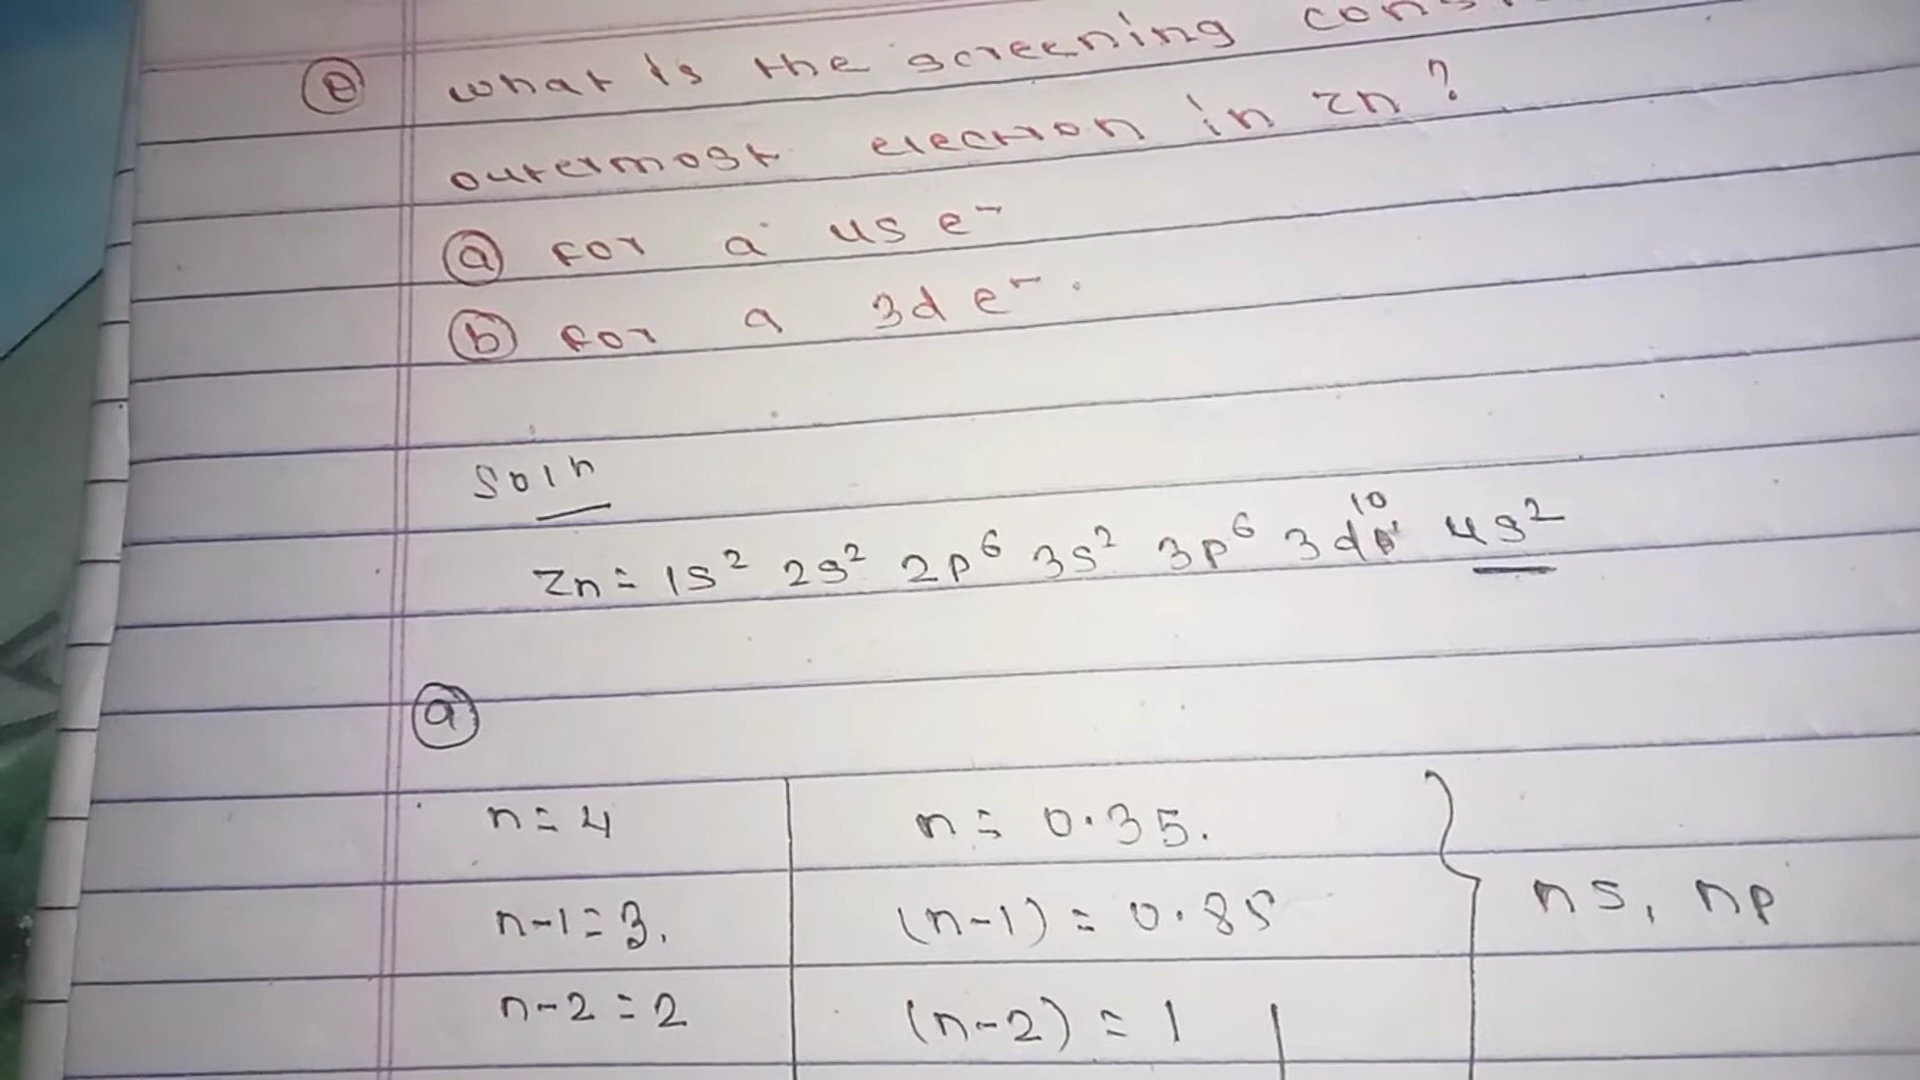 ⓔ what is the screening
outermost electron in Zn ?
ⓐ for a 4s e⁻
ⓑ for a 3d e⁻.
Soln
Zn = 1s² 2s² 2p⁶ 3s² 3p⁶ 3d¹⁰ 4s²
ⓐ
n = 4 n = 0.35.
n-1 = 3. (n-1) = 0.85 ns, np
n-2 = 2 (n-2) = 1